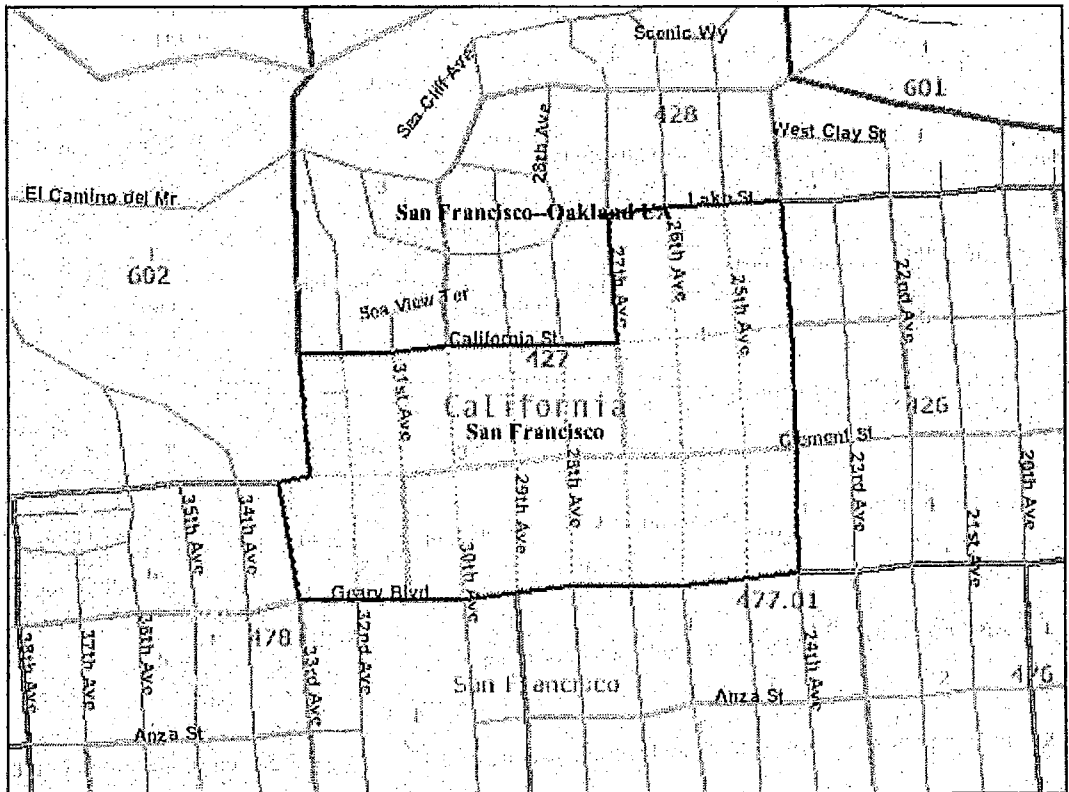 Scenic Wy
Sea Cliff Ave
601
428
28th Ave
West Clay St
El Camino del Mr
Lake St
San Francisco--Oakland UA
602
27th Ave
26th Ave
25th Ave
22nd Ave
Sea View Ter
California St
427
31st Ave
California
426
San Francisco
Clement St
29th Ave
28th Ave
23rd Ave
20th Ave
35th Ave
34th Ave
21st Ave
30th Ave
Geary Blvd
477.01
478
38th Ave
37th Ave
36th Ave
33rd Ave
32nd Ave
24th Ave
San Francisco
476
2
1
Anza St
Anza St